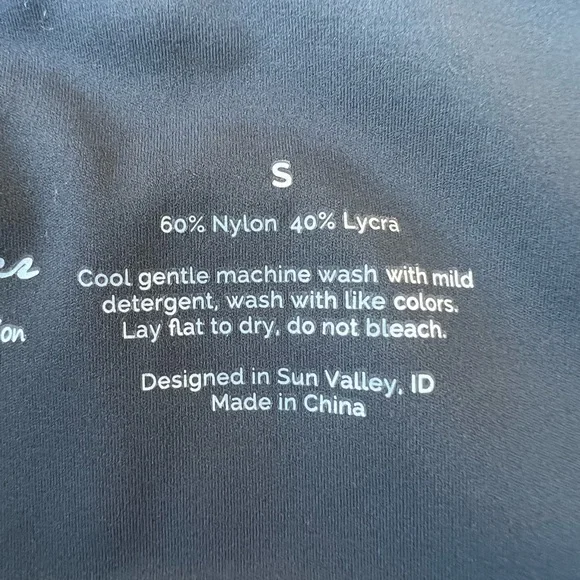 S
60% Nylon 40% Lycra
Cool gentle machine wash with mild
detergent, wash with like colors.
Lay flat to dry, do not bleach.
Designed in Sun Valley, ID
Made in China